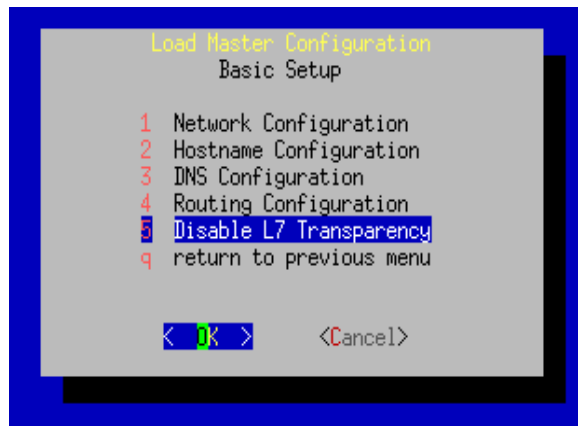 Load Master Configuration
Basic Setup
1 Network Configuration
2 Hostname Configuration
3 DNS Configuration
4 Routing Configuration
5 Disable L7 Transparency
q return to previous menu
< OK > <Cancel>